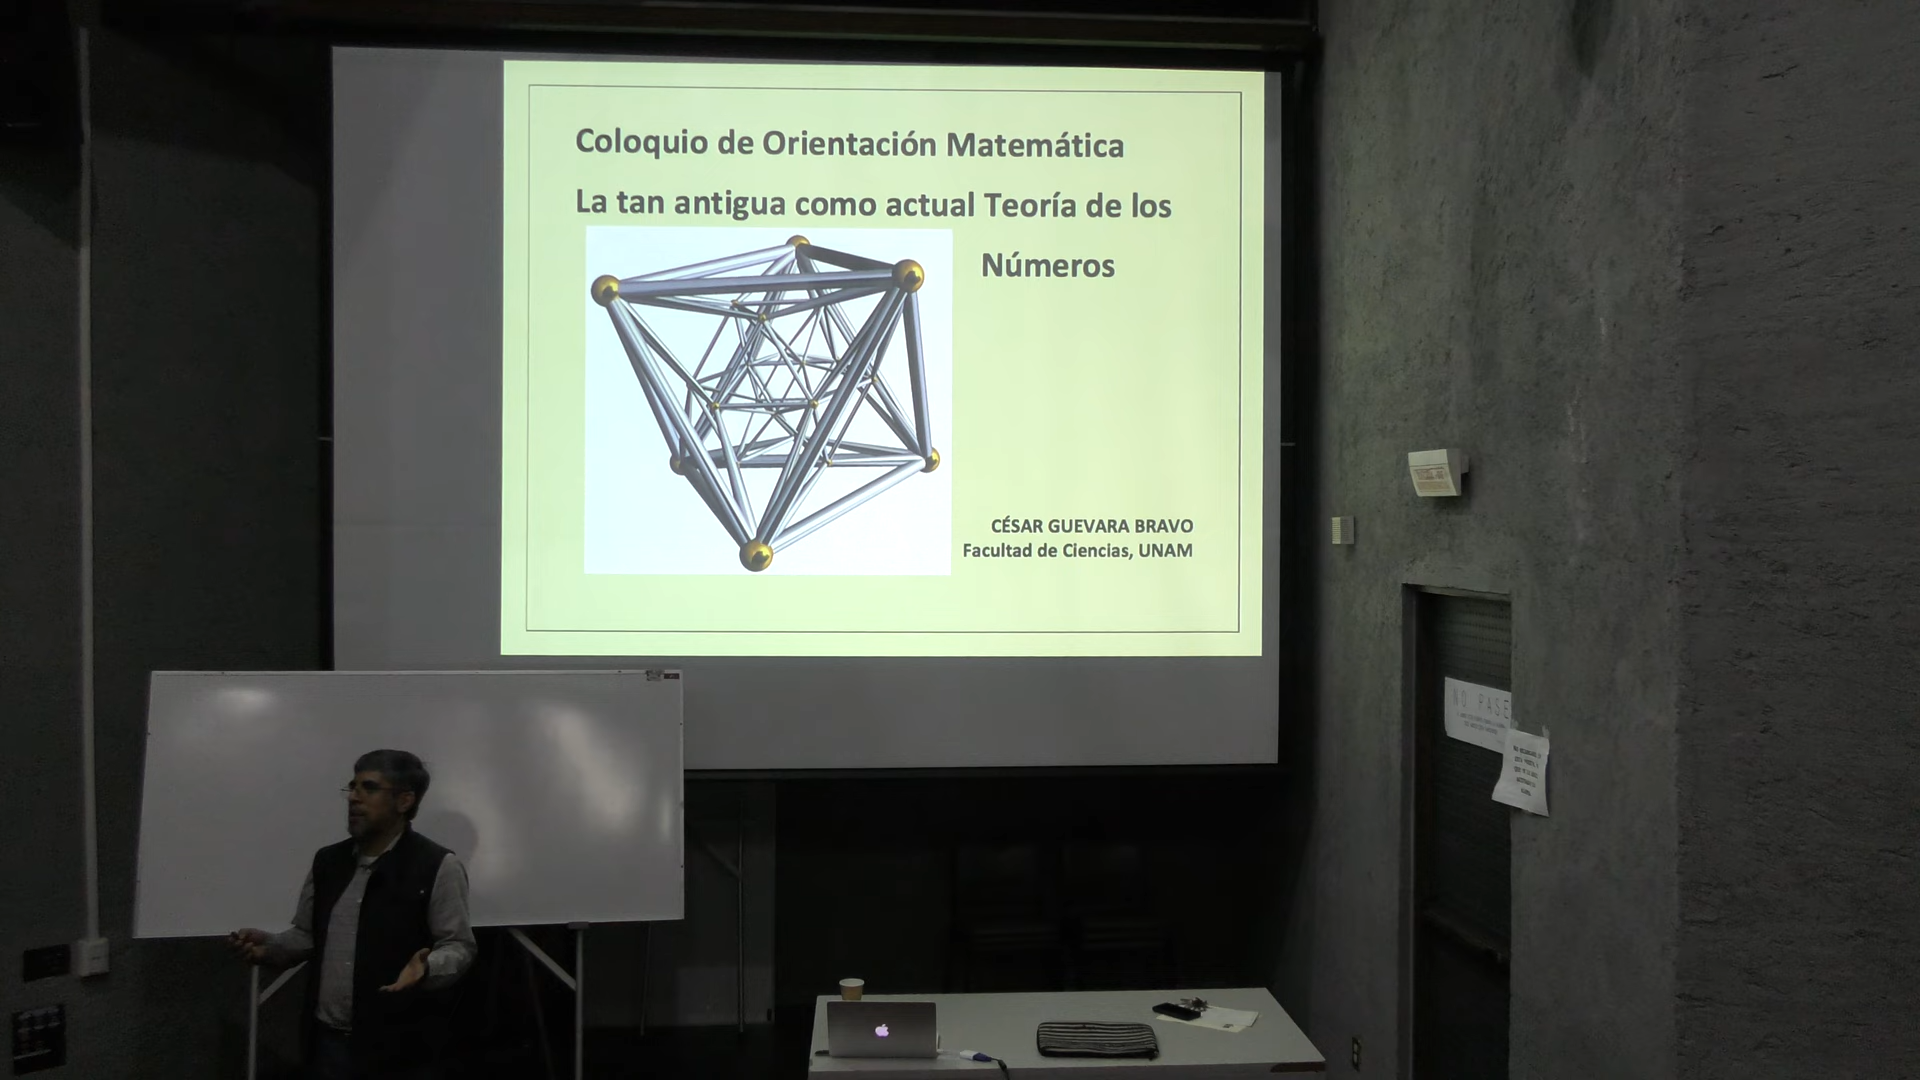 Coloquio de Orientación Matemática
La tan antigua como actual Teoría de los
Números
CÉSAR GUEVARA BRAVO
Facultad de Ciencias, UNAM
NO PASE